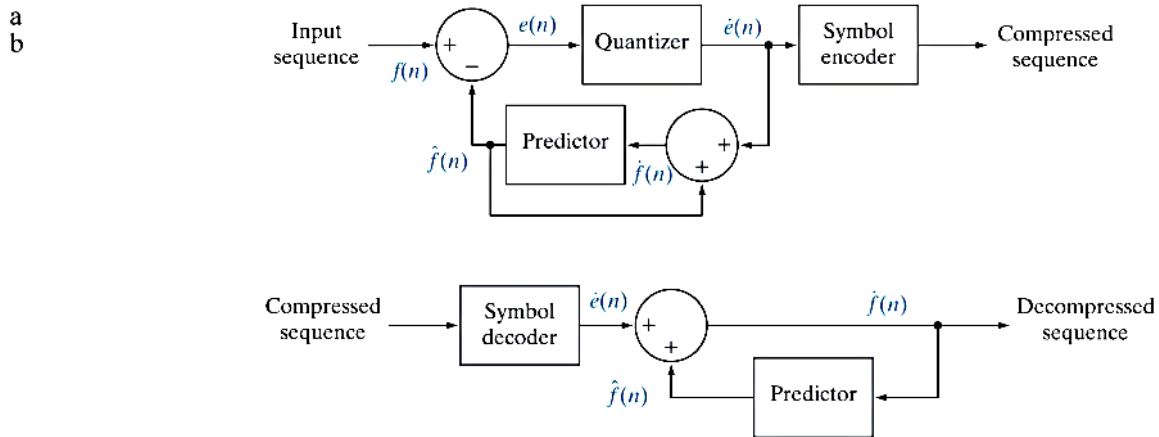 a
b
Input
sequence
f(n)
+
−
e(n)
Quantizer
ė(n)
Symbol
encoder
Compressed
sequence
f̂(n)
Predictor
ḟ(n)
+
+
Compressed
sequence
Symbol
decoder
ė(n)
+
+
ḟ(n)
Decompressed
sequence
f̂(n)
Predictor